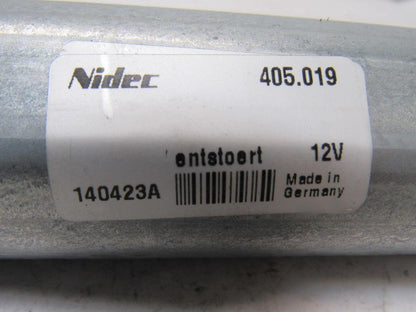 Nidec 405.019
entstoert 12V
140423A Made in
Germany